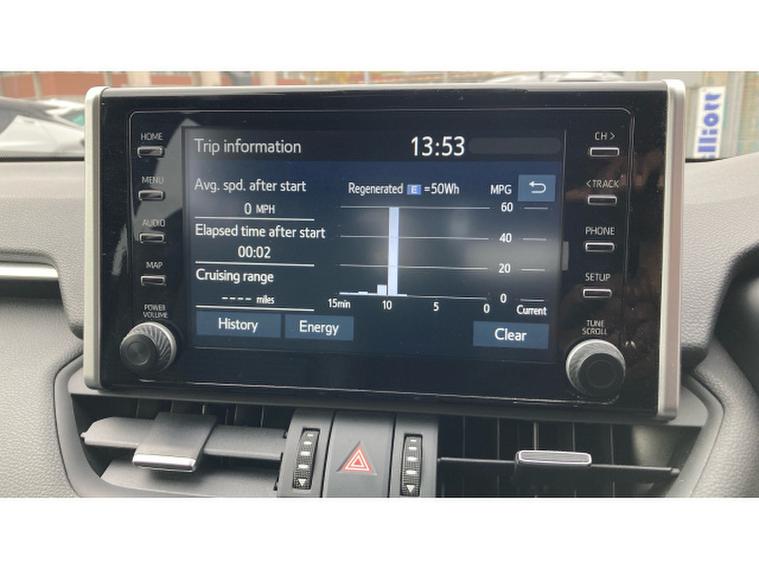 HOME
MENU
AUDIO
MAP
POWER
VOLUME
Trip information
13:53
Avg. spd. after start
0 MPH
Elapsed time after start
00:02
Cruising range
---- miles
Regenerated E =50Wh
MPG
60
40
20
0
15min 10 5 0 Current
History
Energy
Clear
CH >
< TRACK
PHONE
SETUP
TUNE
SCROLL
lliott